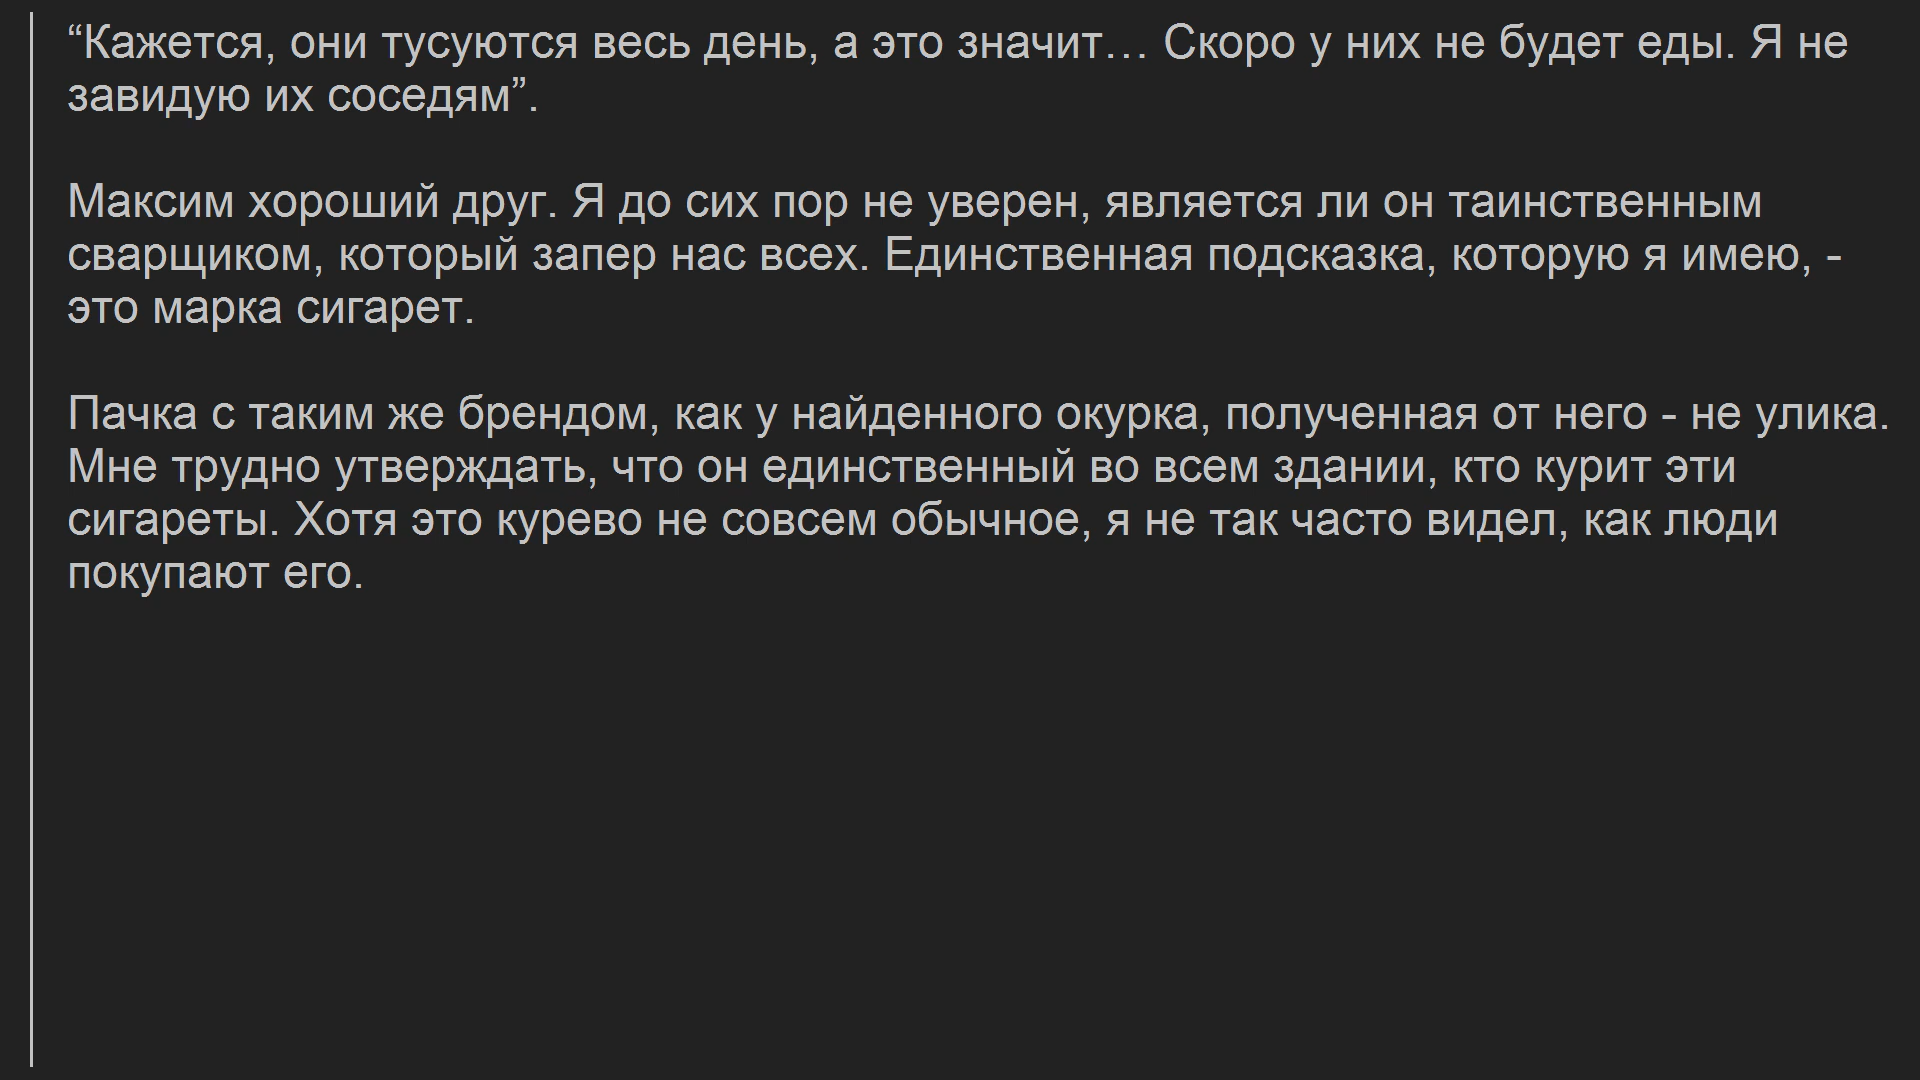 “Кажется, они тусуются весь день, а это значит… Скоро у них не будет еды. Я не
завидую их соседям”.
Максим хороший друг. Я до сих пор не уверен, является ли он таинственным
сварщиком, который запер нас всех. Единственная подсказка, которую я имею, -
это марка сигарет.
Пачка с таким же брендом, как у найденного окурка, полученная от него - не улика.
Мне трудно утверждать, что он единственный во всем здании, кто курит эти
сигареты. Хотя это курево не совсем обычное, я не так часто видел, как люди
покупают его.